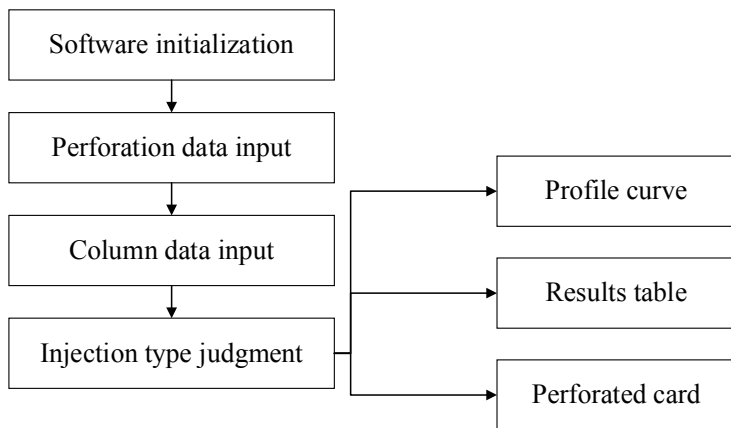 Software initialization
Perforation data input
Column data input
Injection type judgment
Profile curve
Results table
Perforated card